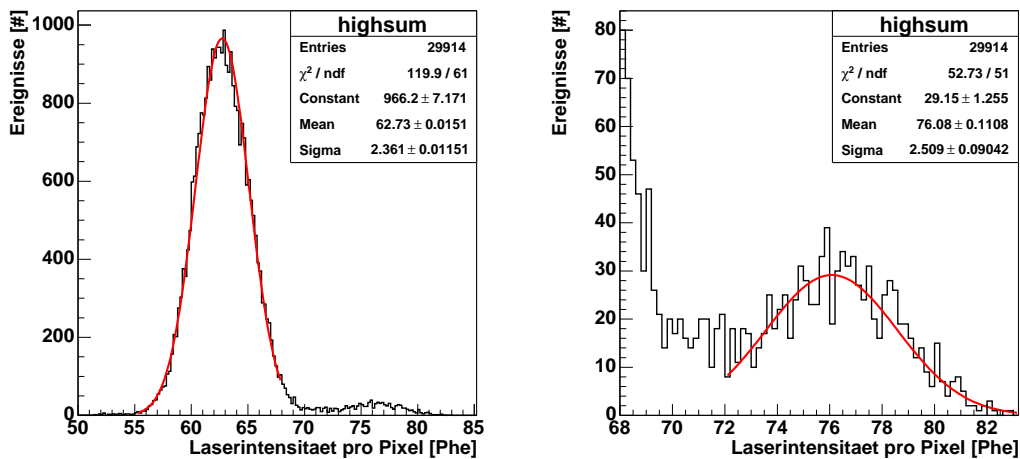 highsum
Entries 29914
χ² / ndf 119.9 / 61
Constant 966.2 ± 7.171
Mean 62.73 ± 0.0151
Sigma 2.361 ± 0.01151
Ereignisse [#]
1000
800
600
400
200
0
50 55 60 65 70 75 80 85
Laserintensitaet pro Pixel [Phe]
highsum
Entries 29914
χ² / ndf 52.73 / 51
Constant 29.15 ± 1.255
Mean 76.08 ± 0.1108
Sigma 2.509 ± 0.09042
Ereignisse [#]
80
70
60
50
40
30
20
10
0
68 70 72 74 76 78 80 82
Laserintensitaet pro Pixel [Phe]